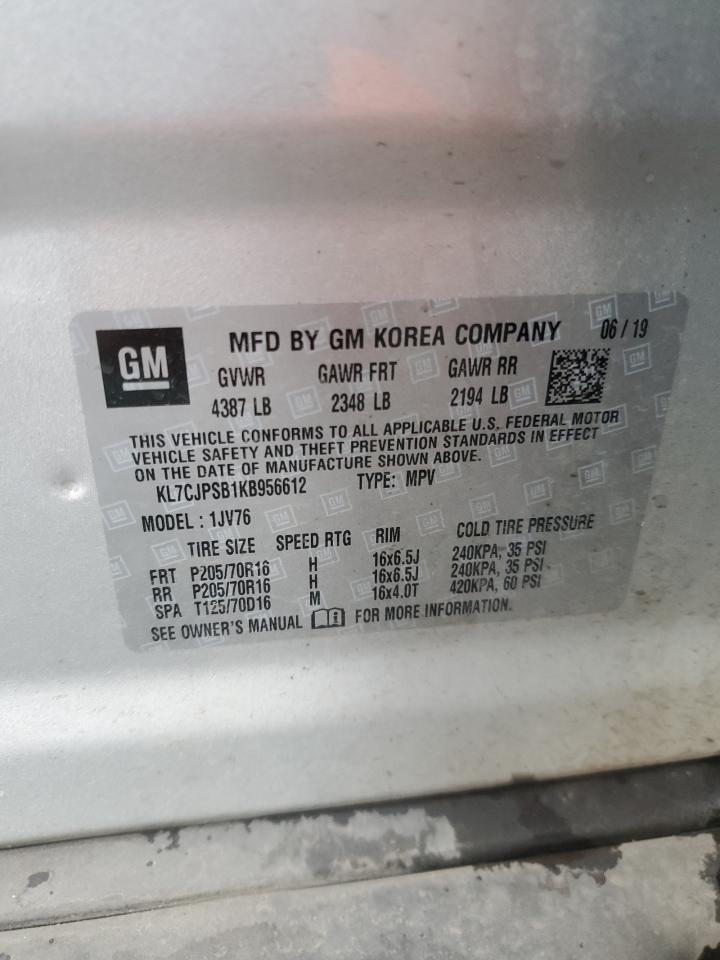 GM
MFD BY GM KOREA COMPANY 06/19
GVWR GAWR FRT GAWR RR
4387 LB 2348 LB 2194 LB
THIS VEHICLE CONFORMS TO ALL APPLICABLE U.S. FEDERAL MOTOR
VEHICLE SAFETY AND THEFT PREVENTION STANDARDS IN EFFECT
ON THE DATE OF MANUFACTURE SHOWN ABOVE.
KL7CJPSB1KB956612 TYPE: MPV
MODEL : 1JV76
TIRE SIZE SPEED RTG RIM COLD TIRE PRESSURE
FRT P205/70R16 H 16x6.5J 240KPA, 35 PSI
RR P205/70R16 H 16x6.5J 240KPA, 35 PSI
SPA T125/70D16 M 16x4.0T 420KPA, 60 PSI
SEE OWNER'S MANUAL FOR MORE INFORMATION.